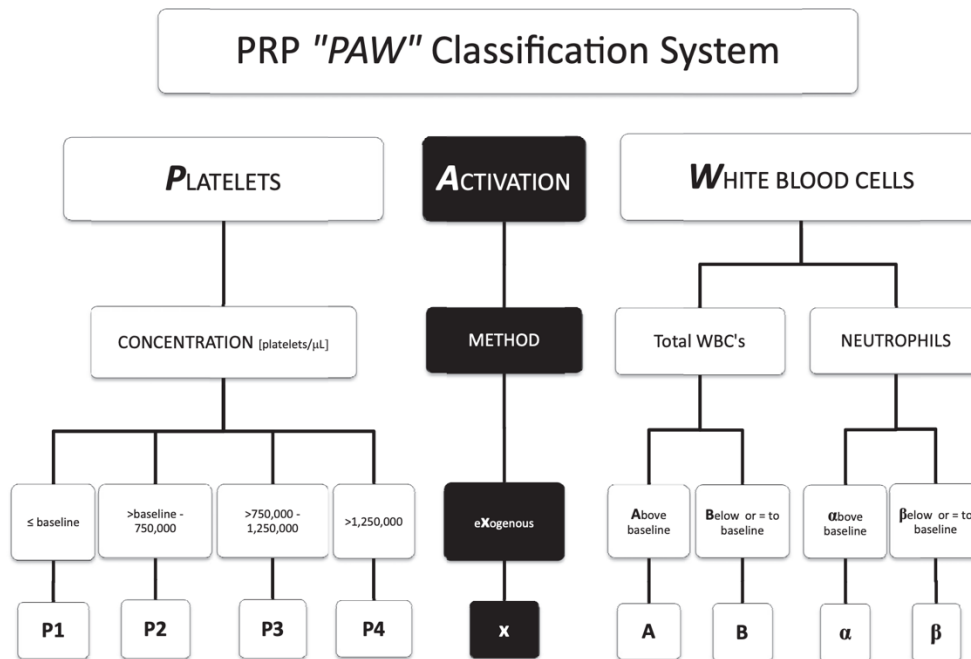 PRP "PAW" Classification System
PLATELETS
ACTIVATION
WHITE BLOOD CELLS
CONCENTRATION [platelets/µL]
METHOD
Total WBC's
NEUTROPHILS
≤ baseline
>baseline -
750,000
>750,000 -
1,250,000
>1,250,000
eXogenous
Above
baseline
Below or = to
baseline
αbove
baseline
βelow or = to
baseline
P1
P2
P3
P4
x
A
B
α
β